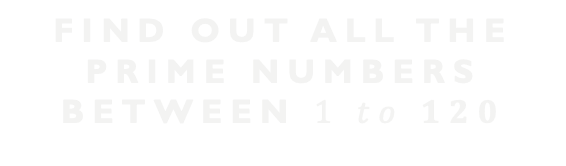 FIND OUT ALL THE
PRIME NUMBERS
BETWEEN 1 to 120